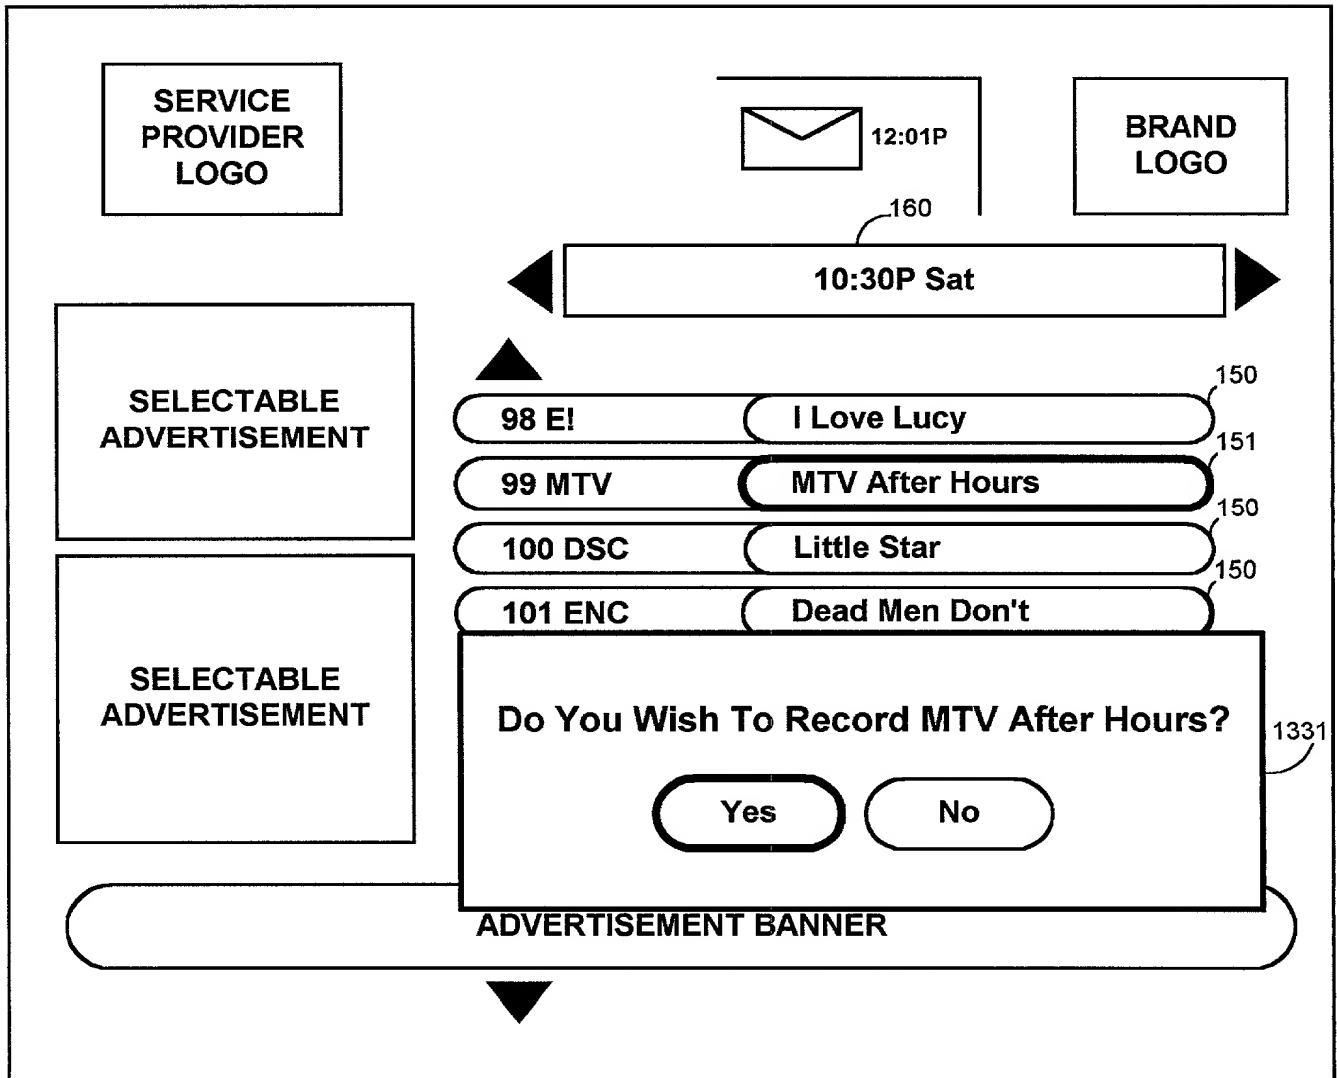 SERVICE
PROVIDER
LOGO
12:01P
BRAND
LOGO
160
10:30P Sat
SELECTABLE
ADVERTISEMENT
150
98 E! I Love Lucy
151
99 MTV MTV After Hours
150
100 DSC Little Star
150
101 ENC Dead Men Don't
SELECTABLE
ADVERTISEMENT
Do You Wish To Record MTV After Hours?
1331
Yes No
ADVERTISEMENT BANNER